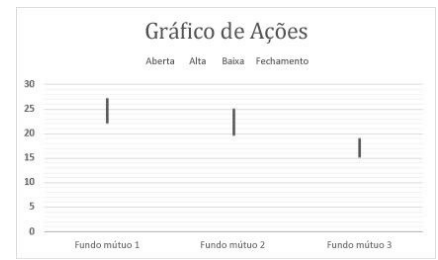 Gráfico de Ações
Aberta Alta Baixa Fechamento
30
25
20
15
10
5
0
Fundo mútuo 1 Fundo mútuo 2 Fundo mútuo 3